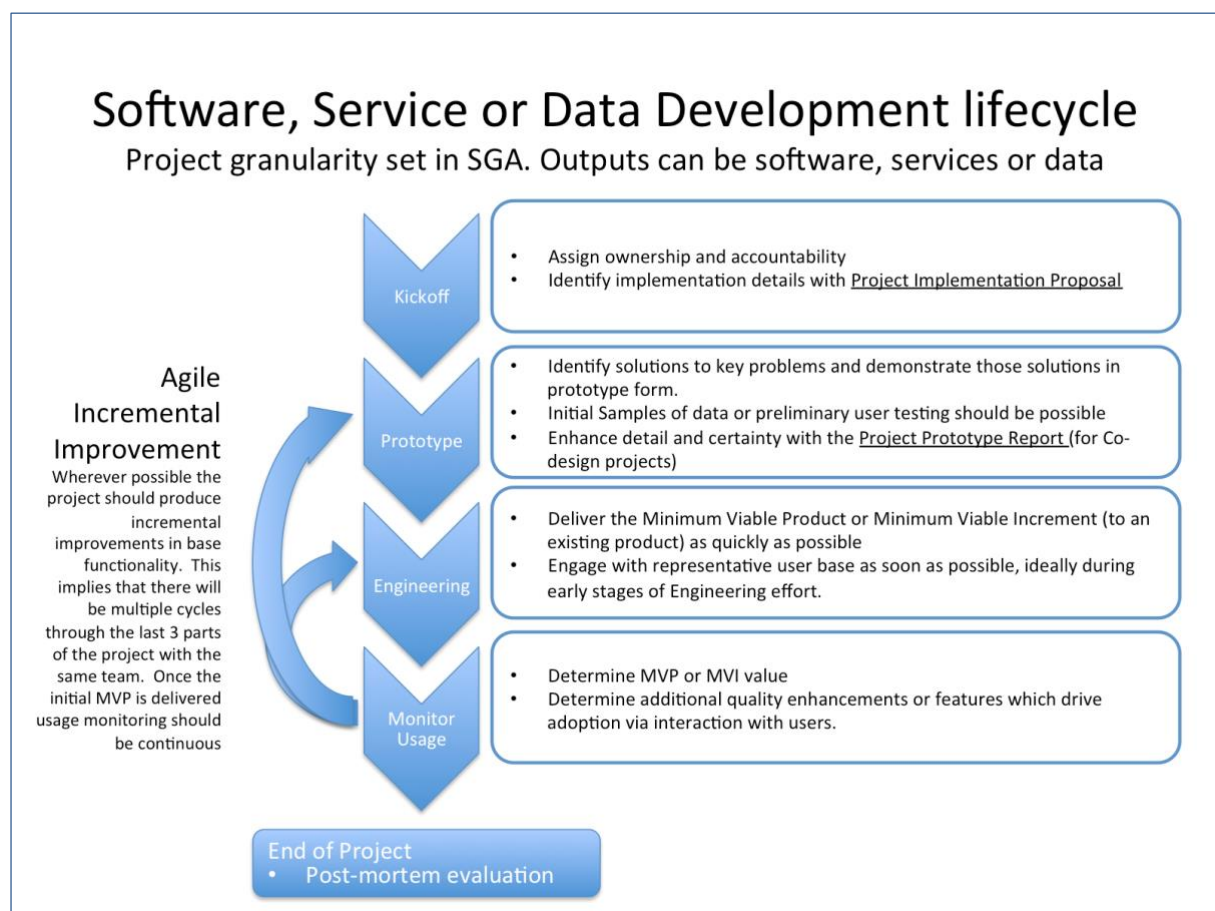 Software, Service or Data Development lifecycle
Project granularity set in SGA. Outputs can be software, services or data
Kickoff
• Assign ownership and accountability
• Identify implementation details with Project Implementation Proposal
Agile
Incremental
Improvement
Wherever possible the
project should produce
incremental
improvements in base
functionality. This
implies that there will
be multiple cycles
through the last 3 parts
of the project with the
same team. Once the
initial MVP is delivered
usage monitoring should
be continuous
Prototype
• Identify solutions to key problems and demonstrate those solutions in
prototype form.
• Initial Samples of data or preliminary user testing should be possible
• Enhance detail and certainty with the Project Prototype Report (for Co-
design projects)
Engineering
• Deliver the Minimum Viable Product or Minimum Viable Increment (to an
existing product) as quickly as possible
• Engage with representative user base as soon as possible, ideally during
early stages of Engineering effort.
Monitor
Usage
• Determine MVP or MVI value
• Determine additional quality enhancements or features which drive
adoption via interaction with users.
End of Project
• Post-mortem evaluation